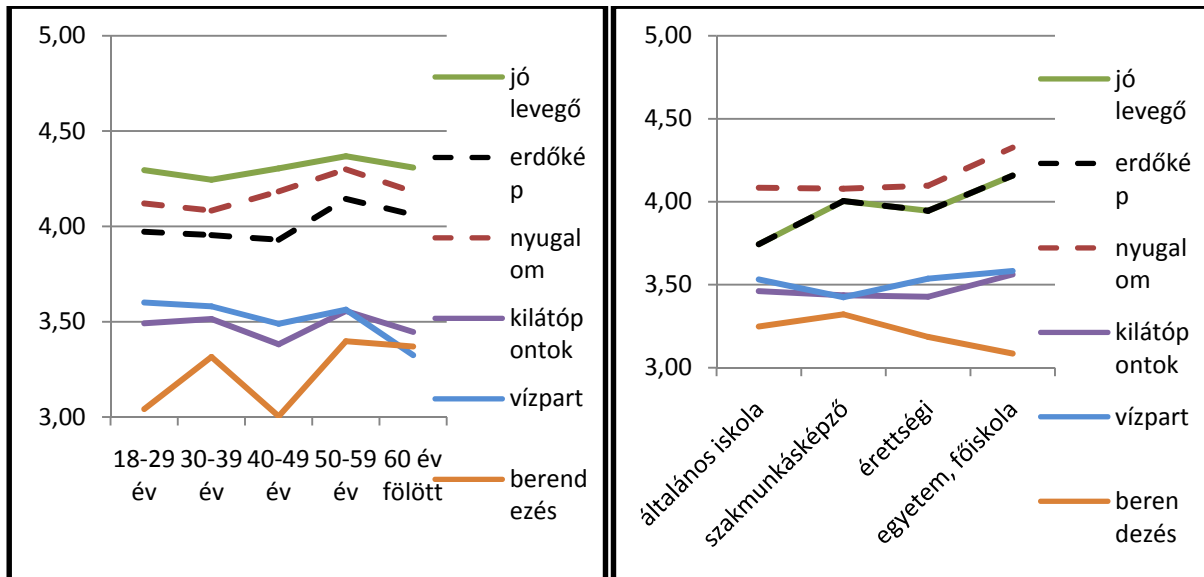 5,00
4,50
4,00
3,50
3,00
18-29
év
30-39
év
40-49
év
50-59
év
60 év
fölött
jó
levegő
erdőké
p
nyugal
om
kilátóp
ontok
vízpart
berend
ezés
5,00
4,50
4,00
3,50
3,00
általános iskola
szakmunkásképző
érettségi
egyetem, főiskola
jó
levegő
erdőké
p
nyugal
om
kilátóp
ontok
vízpart
beren
dezés